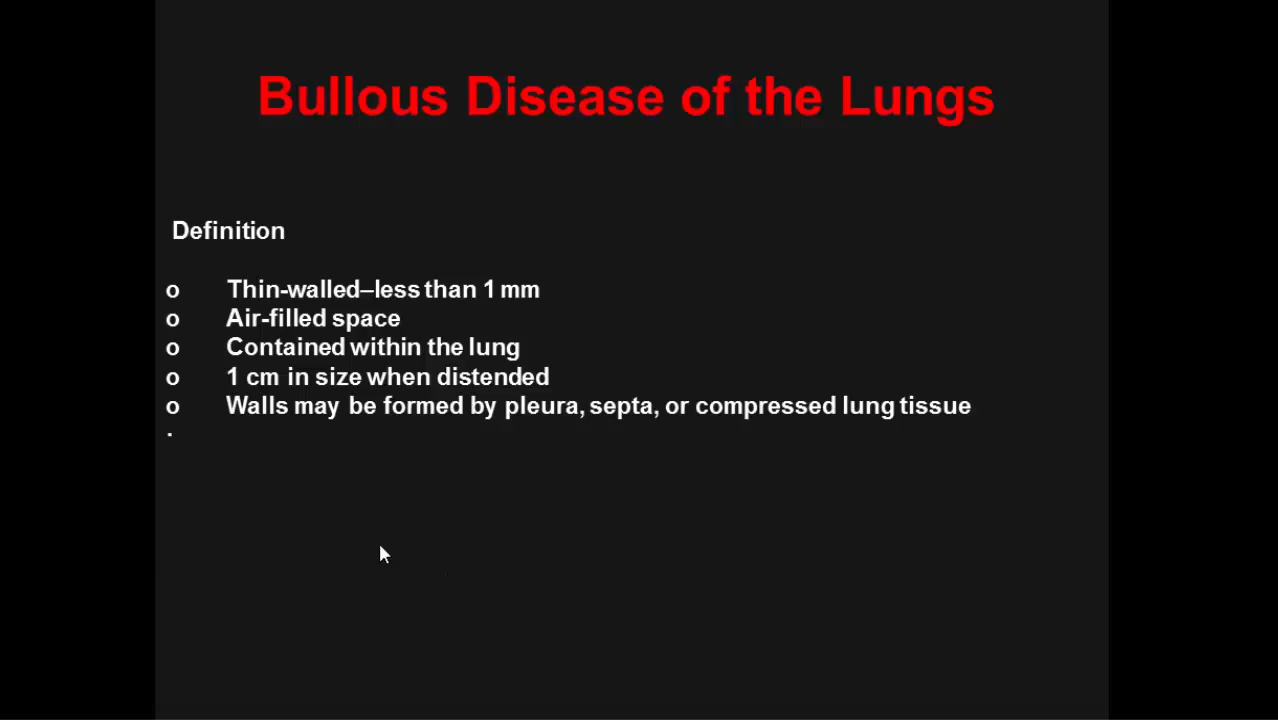 Bullous Disease of the Lungs
Definition
o Thin-walled–less than 1 mm
o Air-filled space
o Contained within the lung
o 1 cm in size when distended
o Walls may be formed by pleura, septa, or compressed lung tissue
.